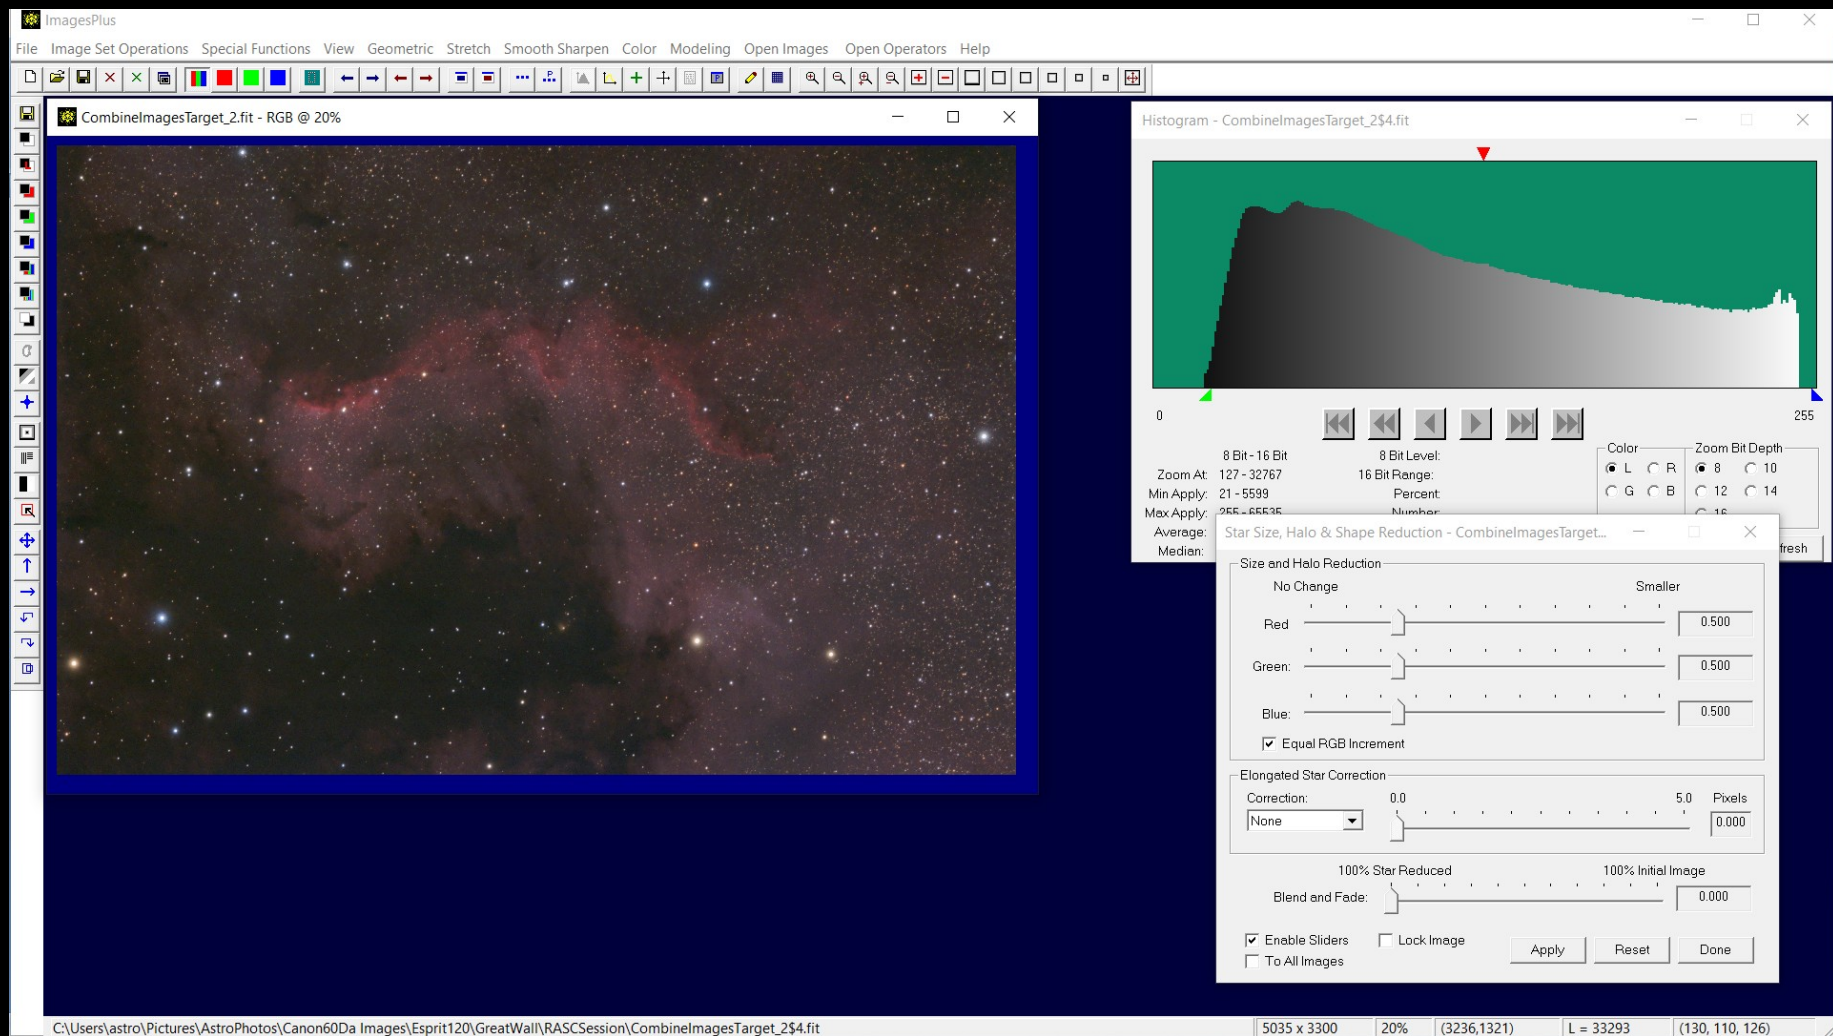 ImagesPlus
File Image Set Operations Special Functions View Geometric Stretch Smooth Sharpen Color Modeling Open Images Open Operators Help
CombineImagesTarget_2.fit - RGB @ 20%
Histogram - CombineImagesTarget_2$4.fit
0 255
8 Bit - 16 Bit 8 Bit Level:
Zoom At: 127 - 32767 16 Bit Range:
Min Apply: 21 - 5599 Percent:
Max Apply: 255 - 65535 Number:
Average:
Median:
Color Zoom Bit Depth
L R 8 10
G B 12 14
16
fresh
Star Size, Halo & Shape Reduction - CombineImagesTarget...
Size and Halo Reduction
No Change Smaller
Red 0.500
Green: 0.500
Blue: 0.500
Equal RGB Increment
Elongated Star Correction
Correction: 0.0 5.0 Pixels
None 0.000
100% Star Reduced 100% Initial Image
Blend and Fade: 0.000
Enable Sliders Lock Image Apply Reset Done
To All Images
C:\Users\astro\Pictures\AstroPhotos\Canon60Da Images\Esprit120\GreatWall\RASCSession\CombineImagesTarget_2$4.fit 5035 x 3300 20% (3236,1321) L = 33293 (130, 110, 126)